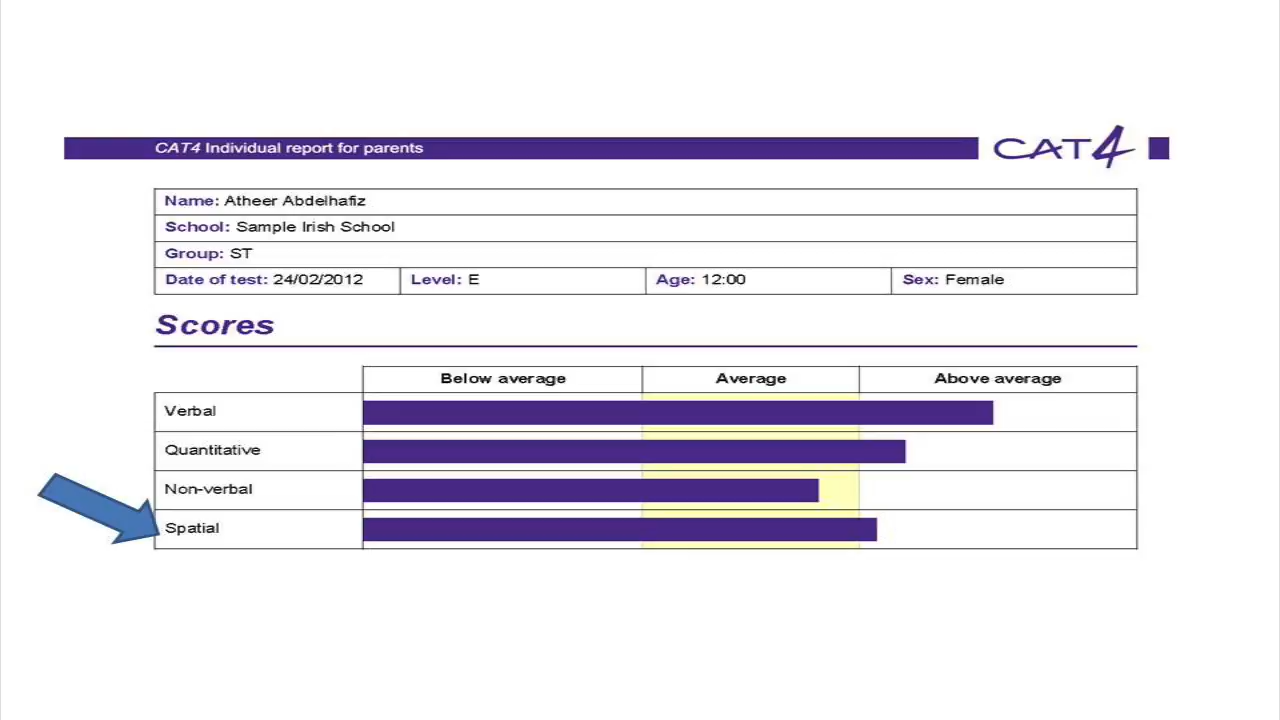 CAT4 Individual report for parents CAT4
Name: Atheer Abdelhafiz
School: Sample Irish School
Group: ST
Date of test: 24/02/2012 Level: E Age: 12:00 Sex: Female
Scores
Below average Average Above average
Verbal
Quantitative
Non-verbal
Spatial